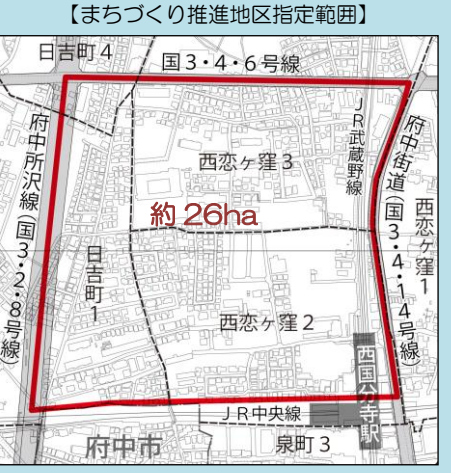 【まちづくり推進地区指定範囲】
日吉町4
国3・4・6号線
府中所沢線(国3・2・8号線)
JR武蔵野線
府中街道(国3・4・14号線)
西恋ヶ窪3
約26ha
西恋ヶ窪1
日吉町1
西恋ヶ窪2
西国分寺駅
JR中央線
府中市
泉町3